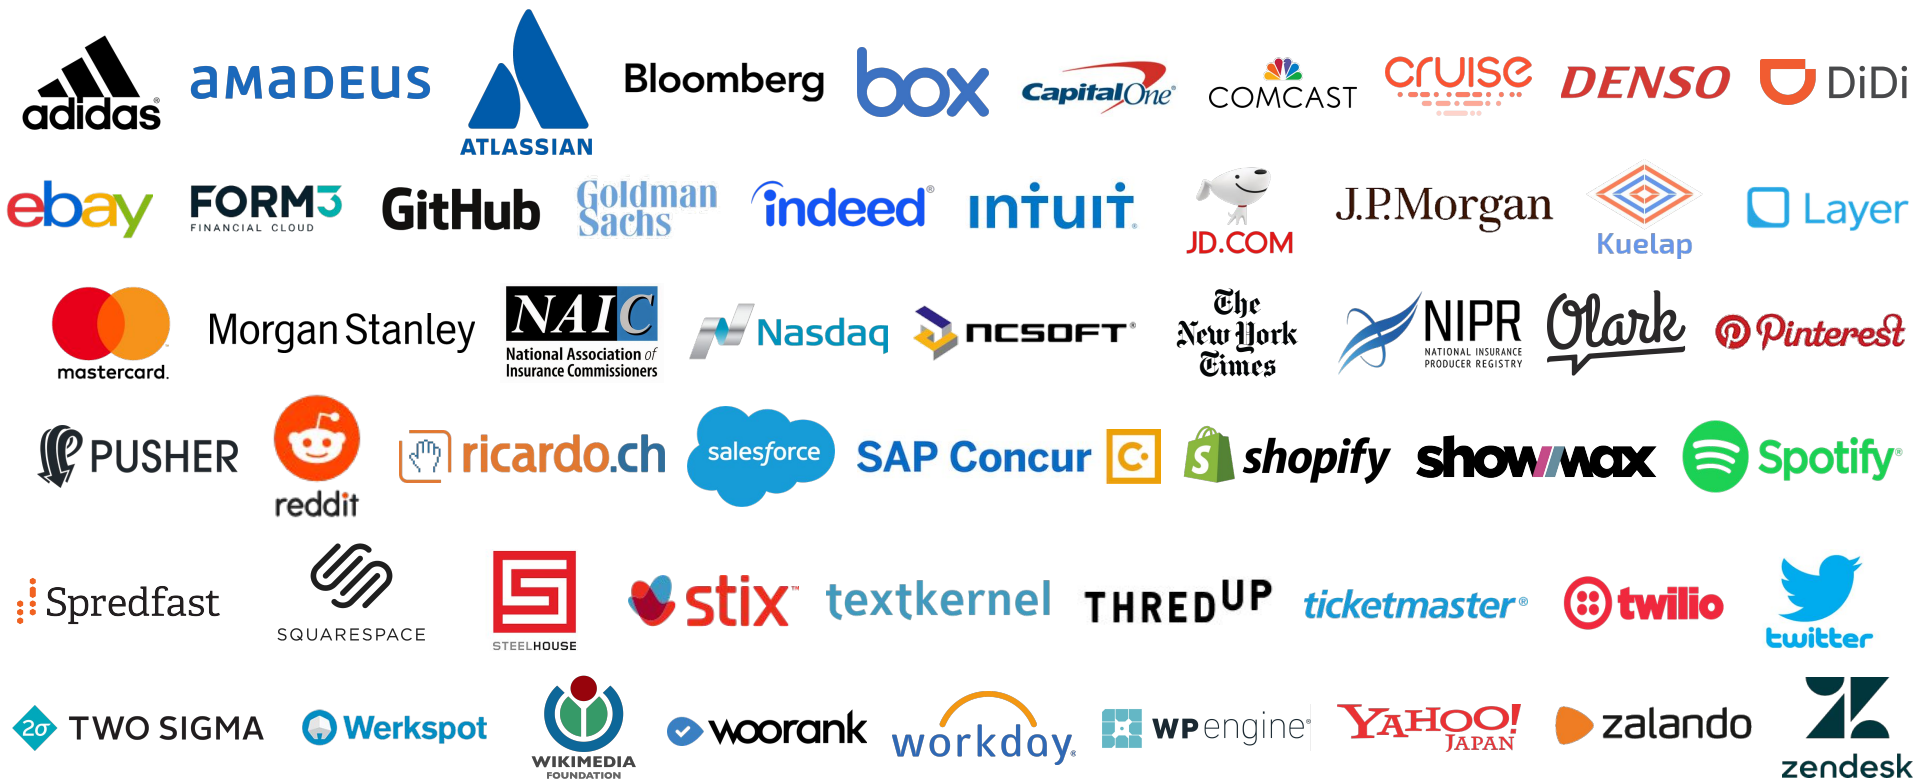 adidas®
aMaDEUS
ATLASSIAN
Bloomberg
box
CapitalOne®
COMCAST
cruise
DENSO
DiDi
ebay
FORM3
FINANCIAL CLOUD
GitHub
Goldman
Sachs
indeed®
intuit®
JD.COM
J.P.Morgan
Kuelap
Layer
mastercard.
Morgan Stanley
NAIC
National Association of
Insurance Commissioners
Nasdaq
NCSOFT®
The
New York
Times
NIPR
NATIONAL INSURANCE
PRODUCER REGISTRY
Olark
Pinterest
PUSHER
reddit
ricardo.ch
salesforce
SAP Concur C.
shopify
showmax
Spotify®
Spredfast
SQUARESPACE
STEELHOUSE
stix™
textkernel
THREDUP
ticketmaster®
twilio
twitter
2σ TWO SIGMA
Werkspot
WIKIMEDIA
FOUNDATION
woorank
workday®
WP engine®
YAHOO!
JAPAN
zalando
zendesk